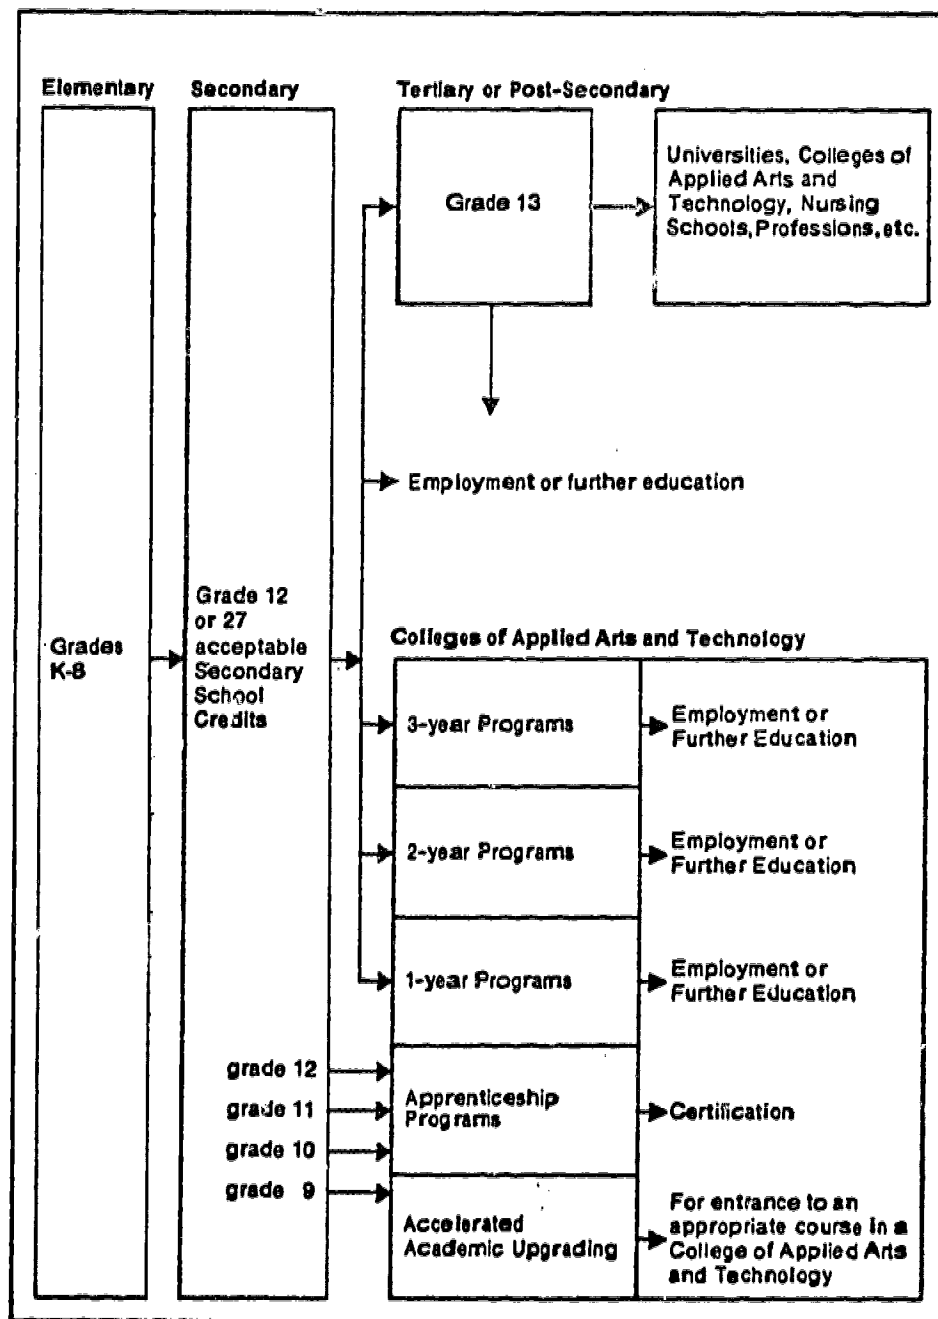 Elementary
Secondary
Tertiary or Post-Secondary
Grade 13
Universities, Colleges of
Applied Arts and
Technology, Nursing
Schools, Professions, etc.
Employment or further education
Grades
K-8
Grade 12
or 27
acceptable
Secondary
School
Credits
Colleges of Applied Arts and Technology
3-year Programs
Employment or
Further Education
2-year Programs
Employment or
Further Education
1-year Programs
Employment or
Further Education
grade 12
grade 11
grade 10
grade 9
Apprenticeship
Programs
Certification
Accelerated
Academic Upgrading
For entrance to an
appropriate course in a
College of Applied Arts
and Technology